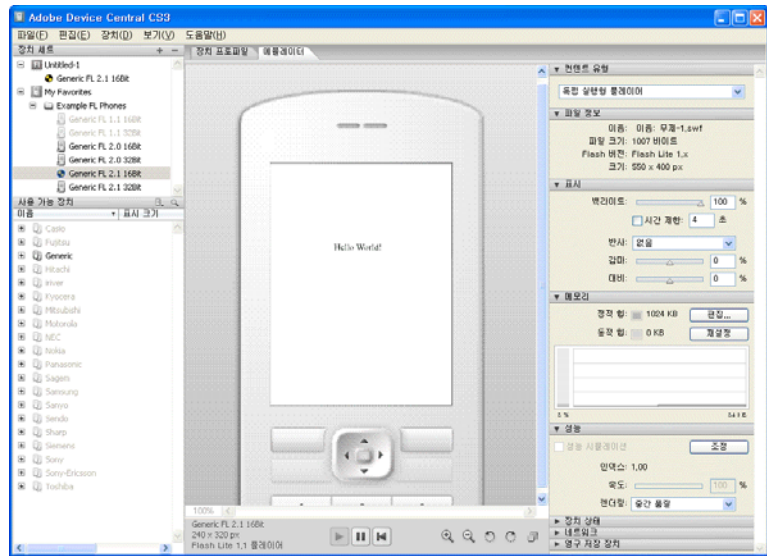 Adobe Device Central CS3
파일(F) 편집(E) 장치(D) 보기(V) 도움말(H)
장치 세트
Untitled-1
Generic FL 2.1 16Bit
My Favorites
Example FL Phones
Generic FL 1.1 16Bit
Generic FL 1.1 32Bit
Generic FL 2.0 16Bit
Generic FL 2.0 32Bit
Generic FL 2.1 16Bit
Generic FL 2.1 32Bit
사용 가능 장치
이름 표시 크기
Casio
Fujitsu
Generic
Hitachi
iriver
Kyocera
Mitsubishi
Motorola
NEC
Nokia
Panasonic
Sagem
Samsung
Sanyo
Sendo
Sharp
Siemens
Sony
Sony-Ericsson
Toshiba
장치 프로파일 에뮬레이터
Hello World!
100%
Generic FL 2.1 16Bit
240 x 320 px
Flash Lite 1.1 플레이어
컨텐트 유형
독립 실행형 플레이어
파일 정보
이름: 이름: 무제-1.swf
파일 크기: 1007 바이트
Flash 버전: Flash Lite 1.x
크기: 550 x 400 px
표시
백라이트: 100 %
시간 제한: 4 초
반사: 없음
감마: 0 %
대비: 0 %
메모리
정적 힙: 1024 KB 편집...
동적 힙: 0 KB 재설정
성능
성능 시뮬레이션 조정
인덱스: 1.00
속도: 100 %
렌더링: 중간 품질
장치 상태
네트워크
영구 저장 장치